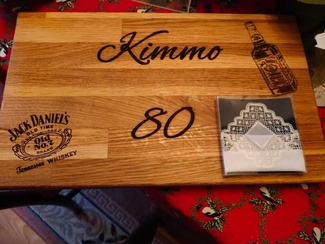 Kimmo
80
JACK DANIEL'S
OLD TIME
OLD
NO. 7
BRAND
Tennessee WHISKEY